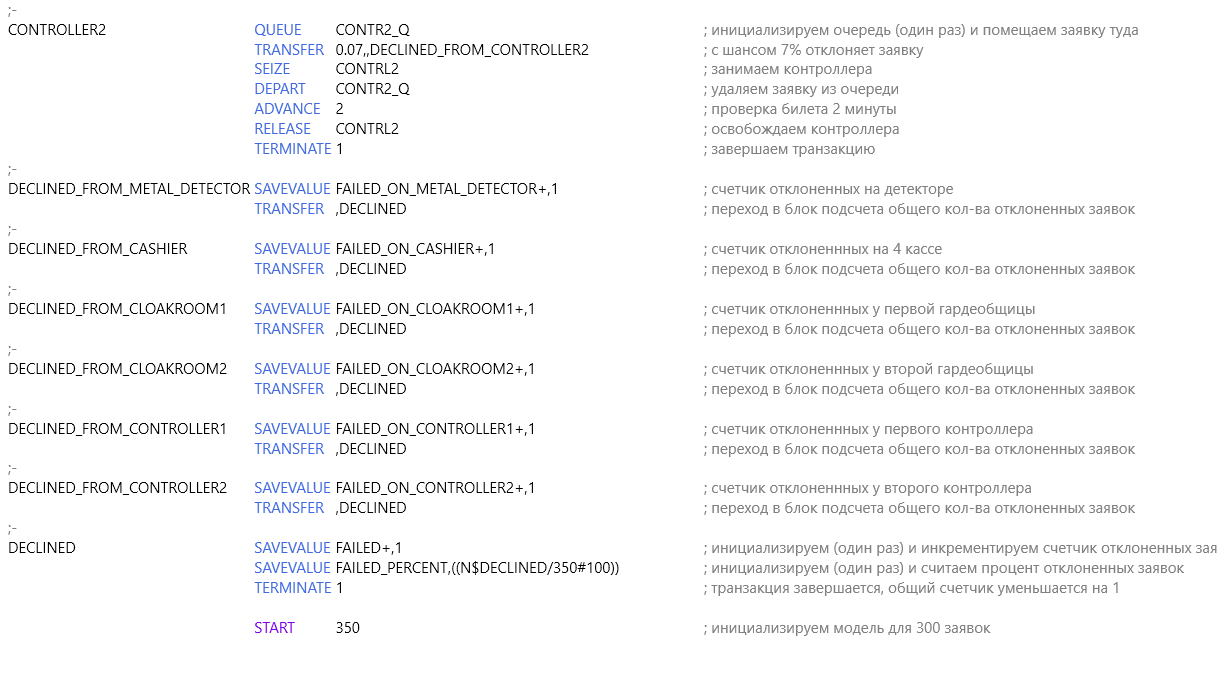 ;-
CONTROLLER2 QUEUE CONTR2_Q ; инициализируем очередь (один раз) и помещаем заявку туда
TRANSFER 0.07,,DECLINED_FROM_CONTROLLER2 ; с шансом 7% отклоняет заявку
SEIZE CONTRL2 ; занимаем контроллера
DEPART CONTR2_Q ; удаляем заявку из очереди
ADVANCE 2 ; проверка билета 2 минуты
RELEASE CONTRL2 ; освобождаем контроллера
TERMINATE 1 ; завершаем транзакцию
;-
DECLINED_FROM_METAL_DETECTOR SAVEVALUE FAILED_ON_METAL_DETECTOR+,1 ; счетчик отклоненных на детекторе
TRANSFER ,DECLINED ; переход в блок подсчета общего кол-ва отклоненных заявок
;-
DECLINED_FROM_CASHIER SAVEVALUE FAILED_ON_CASHIER+,1 ; счетчик отклоненнных на 4 кассе
TRANSFER ,DECLINED ; переход в блок подсчета общего кол-ва отклоненных заявок
;-
DECLINED_FROM_CLOAKROOM1 SAVEVALUE FAILED_ON_CLOAKROOM1+,1 ; счетчик отклоненнных у первой гардеобщицы
TRANSFER ,DECLINED ; переход в блок подсчета общего кол-ва отклоненных заявок
;-
DECLINED_FROM_CLOAKROOM2 SAVEVALUE FAILED_ON_CLOAKROOM2+,1 ; счетчик отклоненнных у второй гардеобщицы
TRANSFER ,DECLINED ; переход в блок подсчета общего кол-ва отклоненных заявок
;-
DECLINED_FROM_CONTROLLER1 SAVEVALUE FAILED_ON_CONTROLLER1+,1 ; счетчик отклоненнных у первого контроллера
TRANSFER ,DECLINED ; переход в блок подсчета общего кол-ва отклоненных заявок
;-
DECLINED_FROM_CONTROLLER2 SAVEVALUE FAILED_ON_CONTROLLER2+,1 ; счетчик отклоненнных у второго контроллера
TRANSFER ,DECLINED ; переход в блок подсчета общего кол-ва отклоненных заявок
;-
DECLINED SAVEVALUE FAILED+,1 ; инициализируем (один раз) и инкрементируем счетчик отклоненных зая
SAVEVALUE FAILED_PERCENT,((N$DECLINED/350#100)) ; инициализируем (один раз) и считаем процент отклоненных заявок
TERMINATE 1 ; транзакция завершается, общий счетчик уменьшается на 1
START 350 ; инициализируем модель для 300 заявок